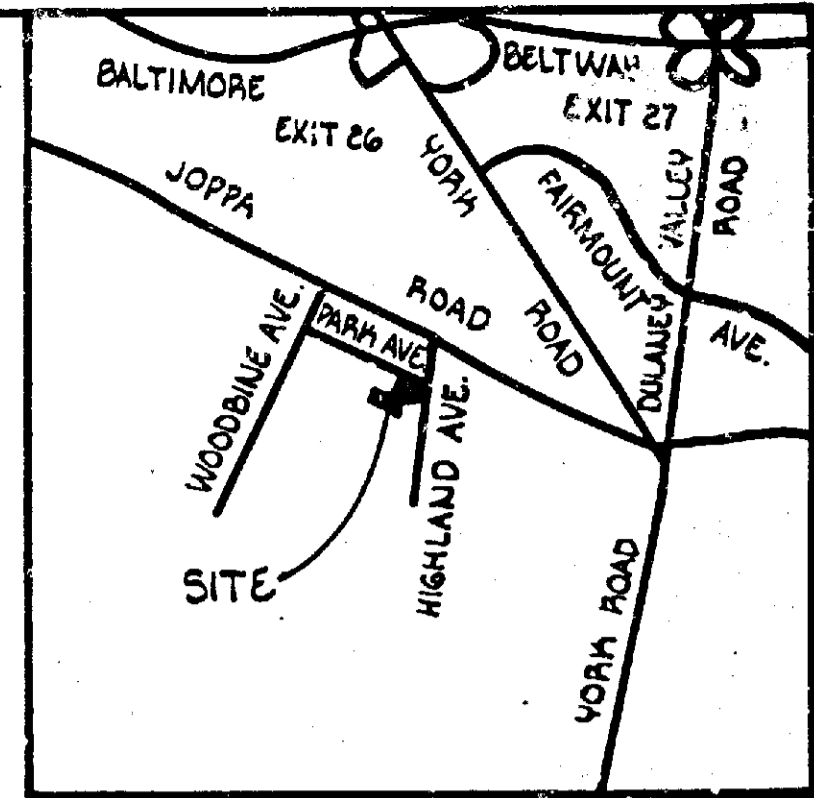 BALTIMORE
BELTWAY
EXIT 26
EXIT 27
JOPPA
ROAD
YORK
ROAD
FAIRMOUNT
AVE.
DULANEY
VALLEY
ROAD
WOODBINE AVE.
PARK AVE.
HIGHLAND AVE.
SITE
YORK ROAD